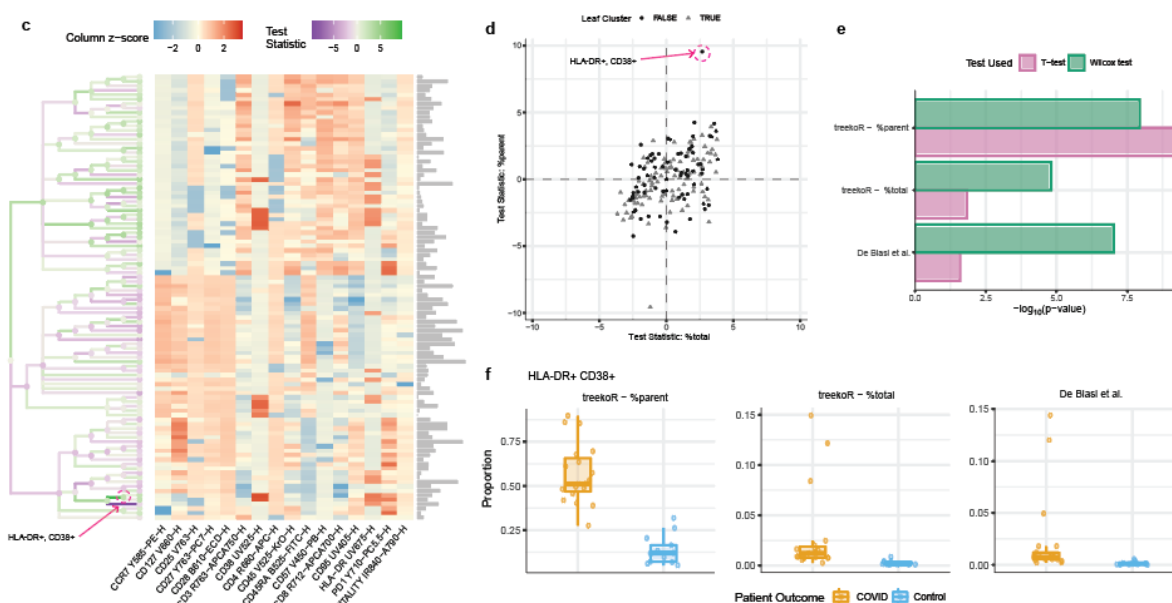 c
Column z-score
−2 0 2
Test Statistic
−5 0 5
HLA−DR+, CD38+
CCR7 Y585−PE−H
CD127 V660−H
CD25 V763−H
CD27 Y763−PC7−H
CD28 B610−ECD−H
CD3 R763−APCA750−H
CD38 UV525−H
CD4 R660−APC−H
CD45 V525−KrO−H
CD45RA B525−FITC−H
CD57 V450−PB−H
CD8 R712−APCA700−H
CD95 UV405−H
HLA−DR UV675−H
PD1 Y710−PC5.5−H
TALITY IR840−A790−H
d
Leaf Cluster FALSE TRUE
HLA−DR+, CD38+
Test Statistic: %parent
10
5
0
−5
−10
−10 −5 0 5 10
Test Statistic: %total
e
Test Used T−test Wilcox test
treekoR − %parent
treekoR − %total
De Biasi et al.
0.0 2.5 5.0 7.5
−log10(p−value)
f
HLA−DR+ CD38+
treekoR − %parent
treekoR − %total
De Biasi et al.
Proportion
0.75
0.50
0.25
0.15
0.10
0.05
0.00
0.15
0.10
0.05
0.00
Patient Outcome COVID Control